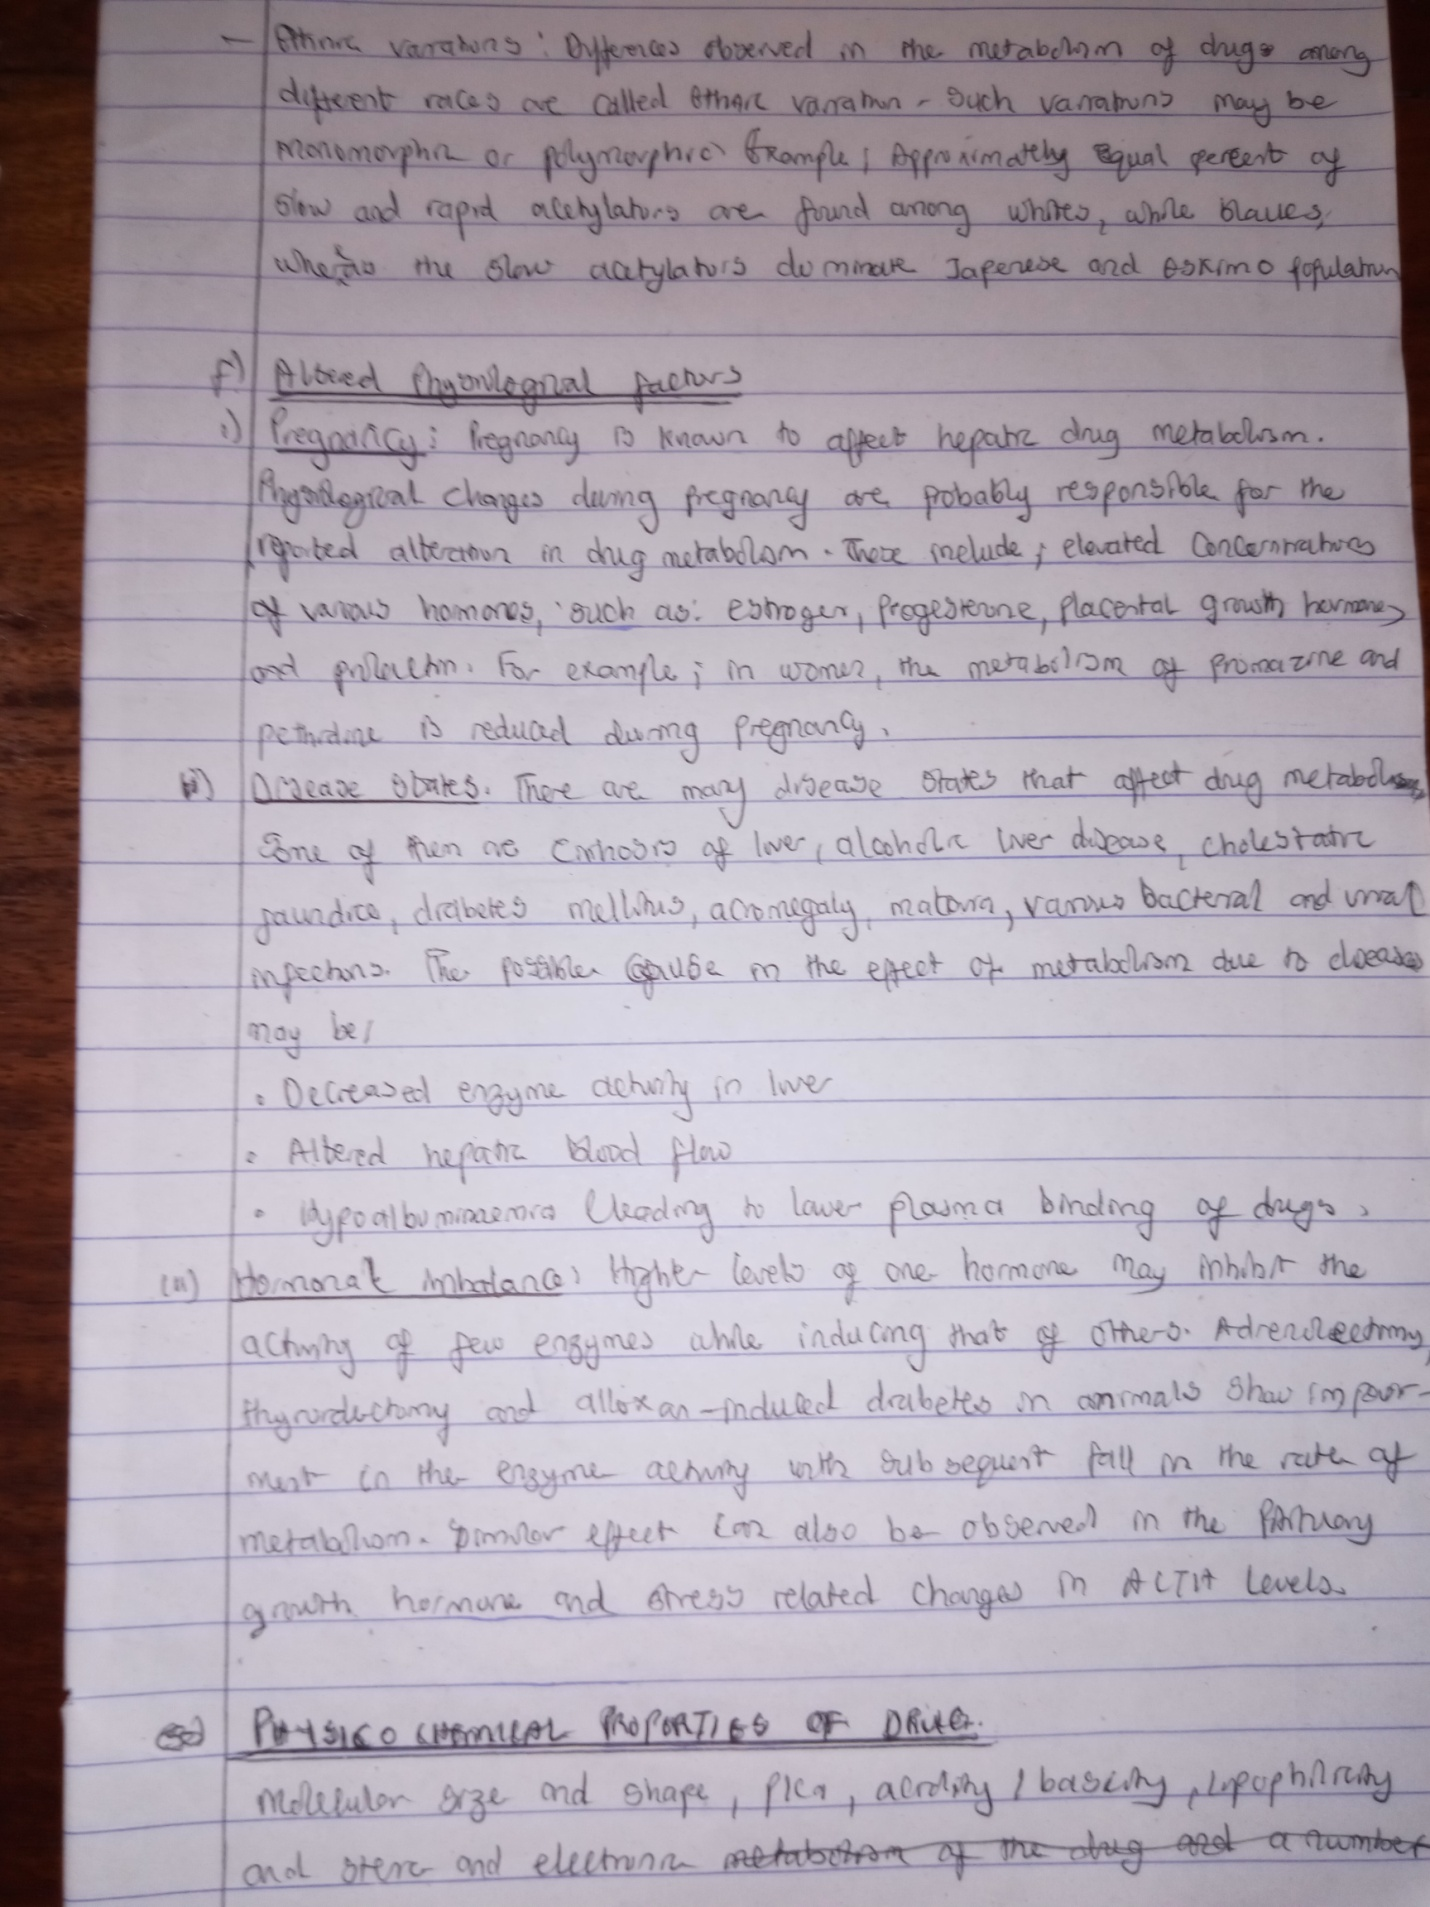 - Ethnic variations: Differences observed in the metabolism of drugs among
different races are called ethnic variation. Such variations may be
monomorphic or polymorphic. Example; Approximately equal percent of
slow and rapid acetylators are found among whites, while blacks,
whereas the slow acetylators dominate Japenese and eskimo population
f) Altered Physiological factors
i) Pregnancy: Pregnancy is known to affect hepatic drug metabolism.
Physiological changes during pregnancy are probably responsible for the
reported alteration in drug metabolism. These include; elevated concentrations
of various hormones, such as: estrogen, progesterone, placental growth hormones
and prolactin. For example; in women, the metabolism of promazine and
pethidine is reduced during pregnancy.
ii) Disease states. There are many disease states that affect drug metabolism,
Some of them are cirrhosis of liver, alcoholic liver disease, cholestatic
jaundice, diabetes mellitus, acromegaly, malaria, various bacterial and viral
infections. The possible cause in the effect of metabolism due to diseases
may be;
• Decreased enzyme activity in liver
• Altered hepatic blood flow
• Hypoalbuminaemia (leading to lower plasma binding of drugs.
(iii) Hormonal imbalance: Higher levels of one hormone may inhibit the
activity of few enzymes while inducing that of others. Adrenolectomy,
thyroidectomy and alloxan-induced diabetes in animals show impair-
ment in the enzyme activity with subsequent fall in the rate of
metabolism. Similar effect can also be observed in the pituitary
growth hormone and stress related changes in ACTH levels.
PHYSICO CHEMICAL PROPORTIES OF DRUG.
Molecular size and shape, pKa, acidity / basicity, lipophilicity
and steric and electronic metabolism of the drug and a number